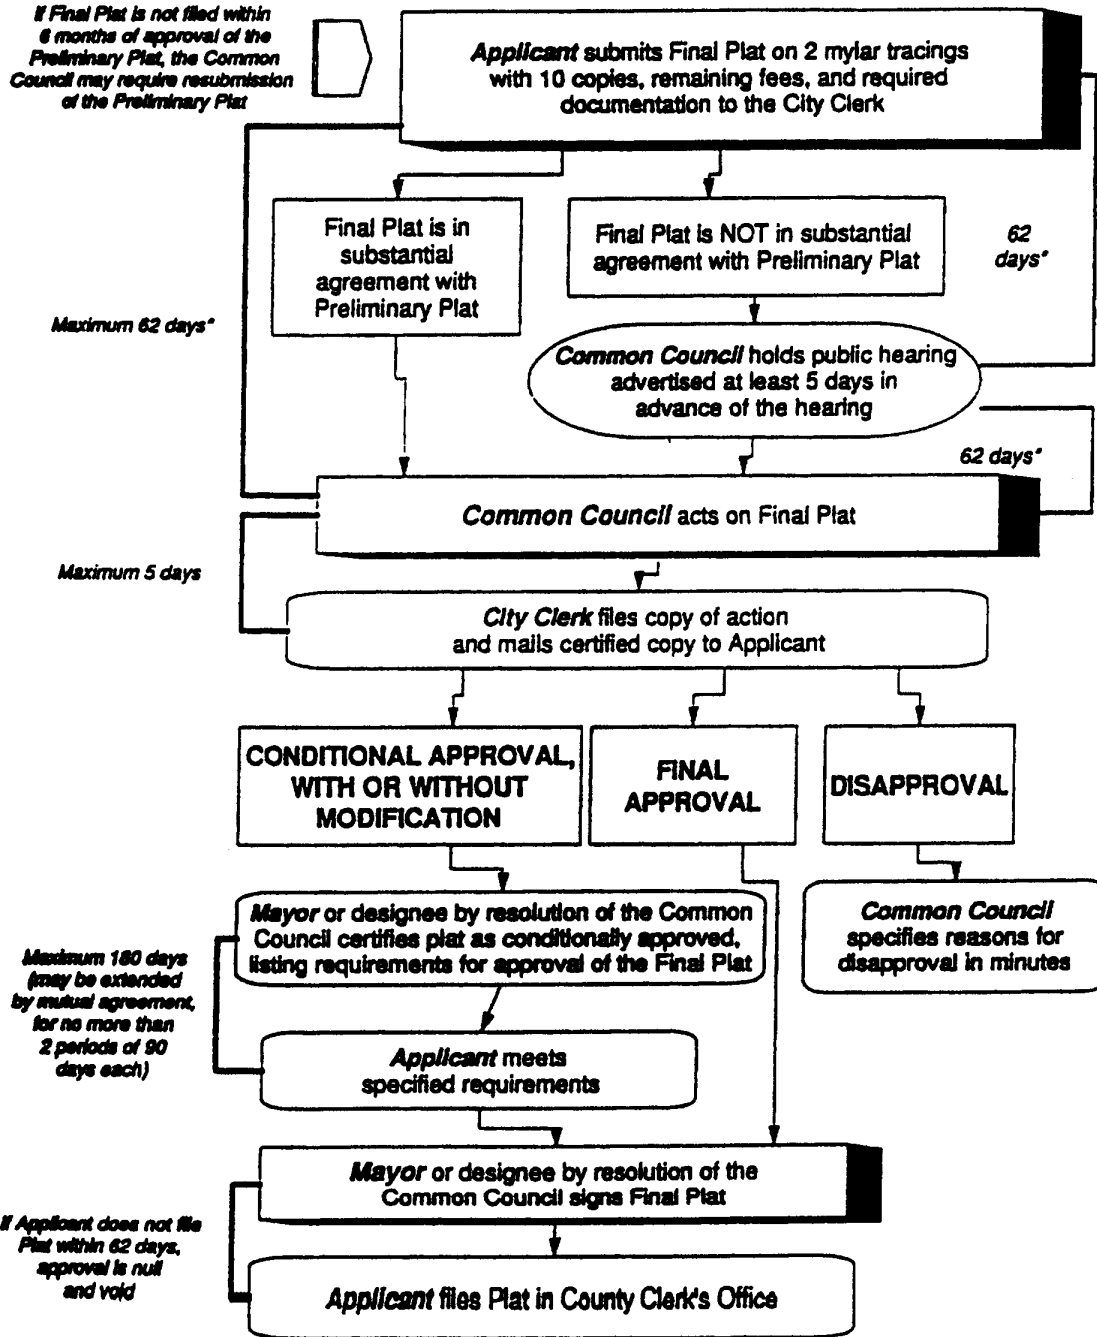 If Final Plat is not filed within
6 months of approval of the
Preliminary Plat, the Common
Council may require resubmission
of the Preliminary Plat
Applicant submits Final Plat on 2 mylar tracings
with 10 copies, remaining fees, and required
documentation to the City Clerk
Final Plat is in
substantial
agreement with
Preliminary Plat
Final Plat is NOT in substantial
agreement with Preliminary Plat
62
days*
Maximum 62 days*
Common Council holds public hearing
advertised at least 5 days in
advance of the hearing
62 days*
Common Council acts on Final Plat
Maximum 5 days
City Clerk files copy of action
and mails certified copy to Applicant
CONDITIONAL APPROVAL,
WITH OR WITHOUT
MODIFICATION
FINAL
APPROVAL
DISAPPROVAL
Mayor or designee by resolution of the Common
Council certifies plat as conditionally approved,
listing requirements for approval of the Final Plat
Common Council
specifies reasons for
disapproval in minutes
Maximum 180 days
(may be extended
by mutual agreement,
for no more than
2 periods of 90
days each)
Applicant meets
specified requirements
Mayor or designee by resolution of the
Common Council signs Final Plat
If Applicant does not file
Plat within 62 days,
approval is null
and void
Applicant files Plat in County Clerk's Office